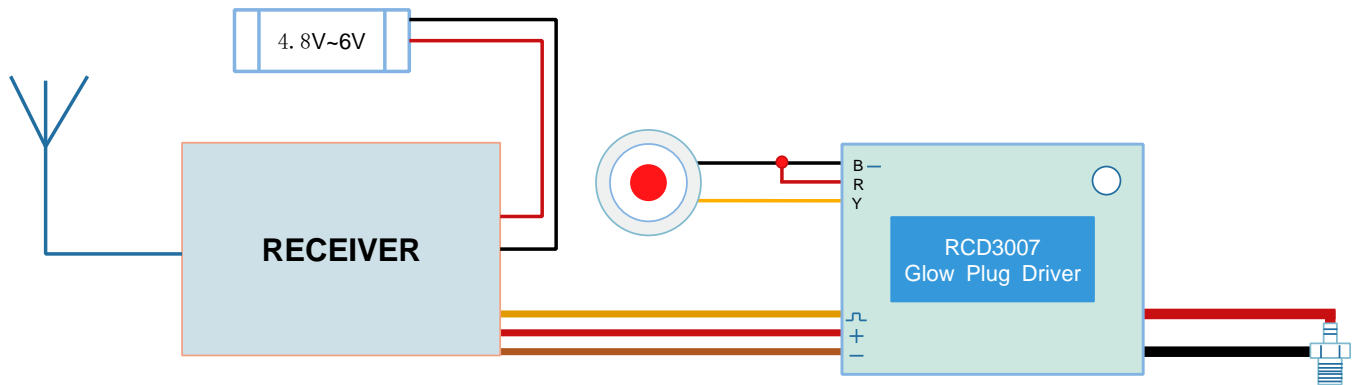 4.8V~6V
RECEIVER
B −
R
Y
RCD3007
Glow Plug Driver
+
−